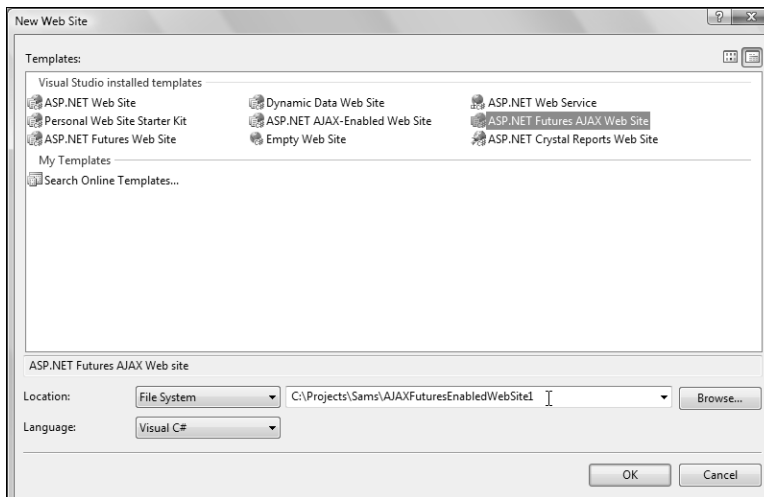 New Web Site
Templates:
Visual Studio installed templates
ASP.NET Web Site
Dynamic Data Web Site
ASP.NET Web Service
Personal Web Site Starter Kit
ASP.NET AJAX-Enabled Web Site
ASP.NET Futures AJAX Web Site
ASP.NET Futures Web Site
Empty Web Site
ASP.NET Crystal Reports Web Site
My Templates
Search Online Templates...
ASP.NET Futures AJAX Web site
Location:
File System
C:\Projects\Sams\AJAXFuturesEnabledWebSite1
Browse...
Language:
Visual C#
OK
Cancel